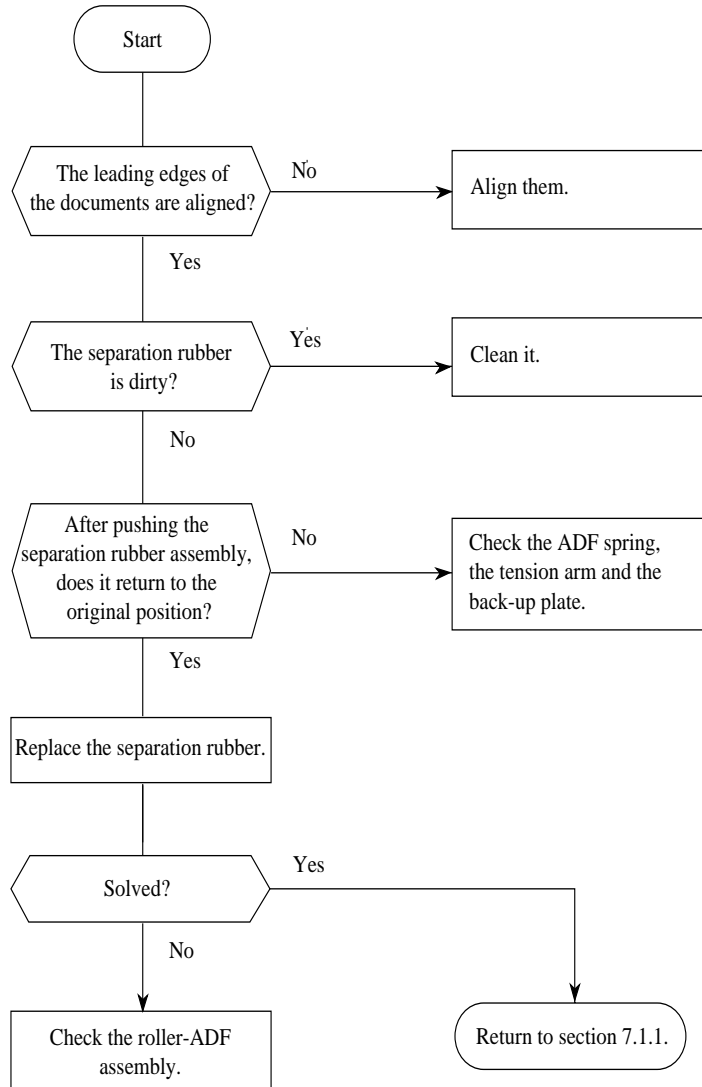 Start
The leading edges of
the documents are aligned?
No
Align them.
Yes
The separation rubber
is dirty?
Yes
Clean it.
No
After pushing the
separation rubber assembly,
does it return to the
original position?
No
Check the ADF spring,
the tension arm and the
back-up plate.
Yes
Replace the separation rubber.
Solved?
Yes
No
Check the roller-ADF
assembly.
Return to section 7.1.1.